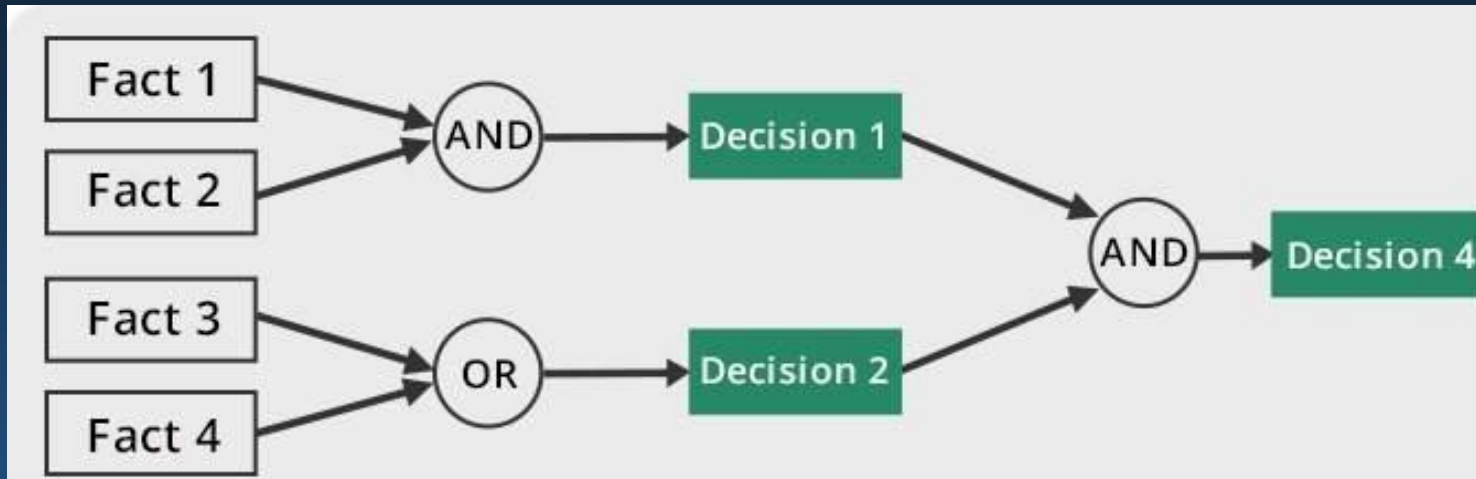 Fact 1
Fact 2
AND
Decision 1
Fact 3
Fact 4
OR
Decision 2
AND
Decision 4